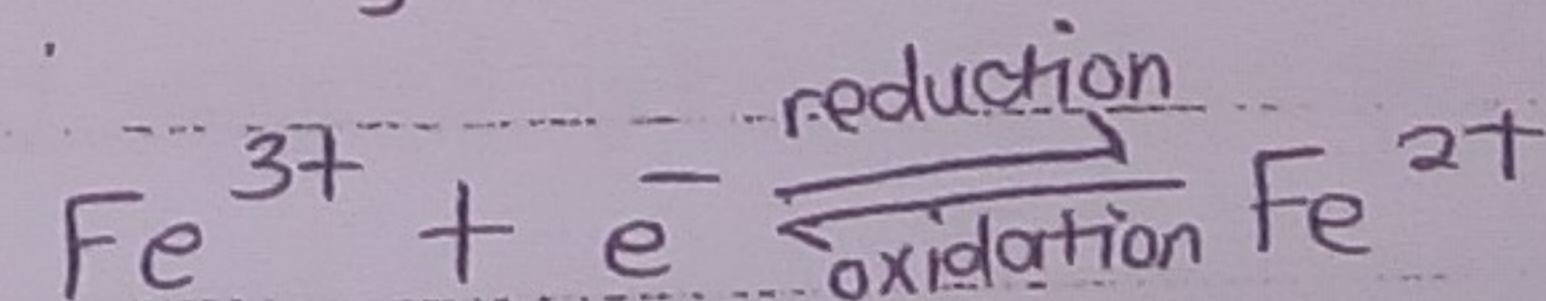 reduction
Fe³⁺ + e⁻ ⇌ Fe²⁺
oxidation